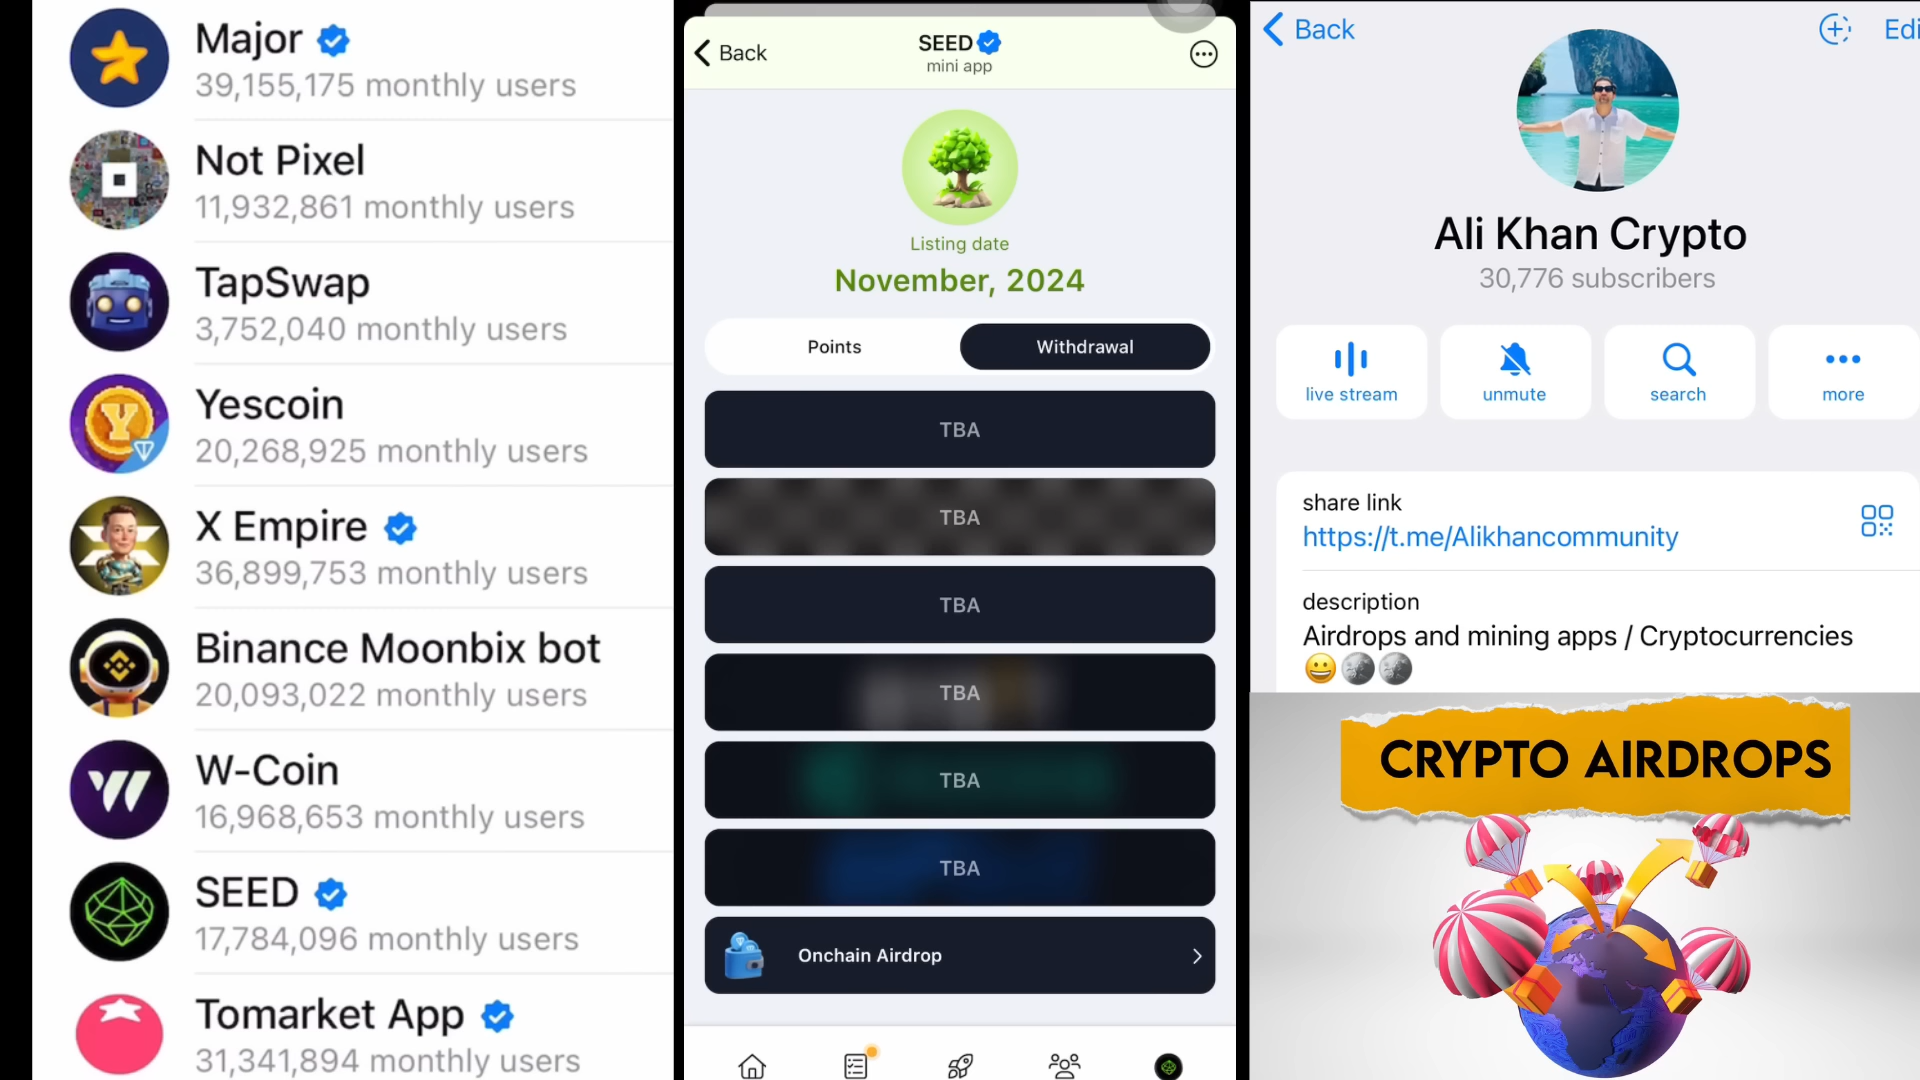 Major
39,155,175 monthly users
Not Pixel
11,932,861 monthly users
TapSwap
3,752,040 monthly users
Yescoin
20,268,925 monthly users
X Empire
36,899,753 monthly users
Binance Moonbix bot
20,093,022 monthly users
W-Coin
16,968,653 monthly users
SEED
17,784,096 monthly users
Tomarket App
31,341,894 monthly users
Back
SEED
mini app
Listing date
November, 2024
Points
Withdrawal
TBA
TBA
TBA
TBA
TBA
TBA
Onchain Airdrop
Back
Edi
Ali Khan Crypto
30,776 subscribers
live stream
unmute
search
more
share link
https://t.me/Alikhancommunity
description
Airdrops and mining apps / Cryptocurrencies
😀🌚🌚
CRYPTO AIRDROPS